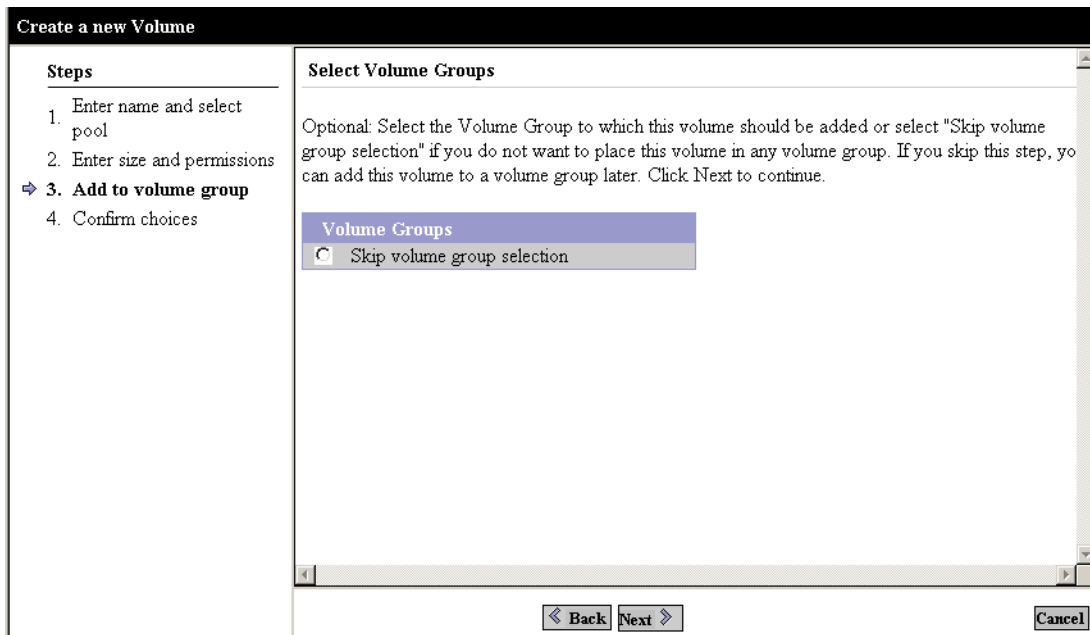 Create a new Volume
Steps
1. Enter name and select
pool
2. Enter size and permissions
3. Add to volume group
4. Confirm choices
Select Volume Groups
Optional: Select the Volume Group to which this volume should be added or select "Skip volume
group selection" if you do not want to place this volume in any volume group. If you skip this step, yo
can add this volume to a volume group later. Click Next to continue.
Volume Groups
Skip volume group selection
Back Next Cancel